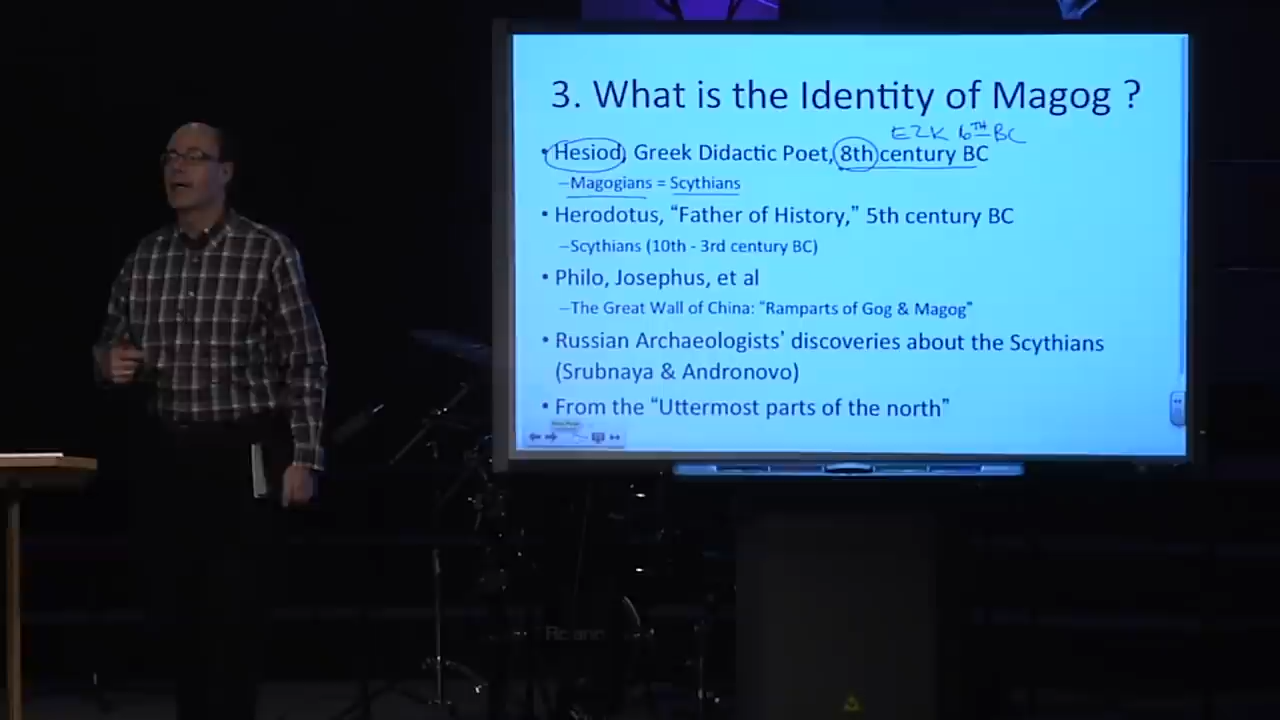 3. What is the Identity of Magog ?
EZK 6TH BC
• Hesiod, Greek Didactic Poet, 8th century BC
–Magogians = Scythians
• Herodotus, “Father of History,” 5th century BC
–Scythians (10th - 3rd century BC)
• Philo, Josephus, et al
–The Great Wall of China: “Ramparts of Gog & Magog”
• Russian Archaeologists’ discoveries about the Scythians
(Srubnaya & Andronovo)
• From the “Uttermost parts of the north”
Roland